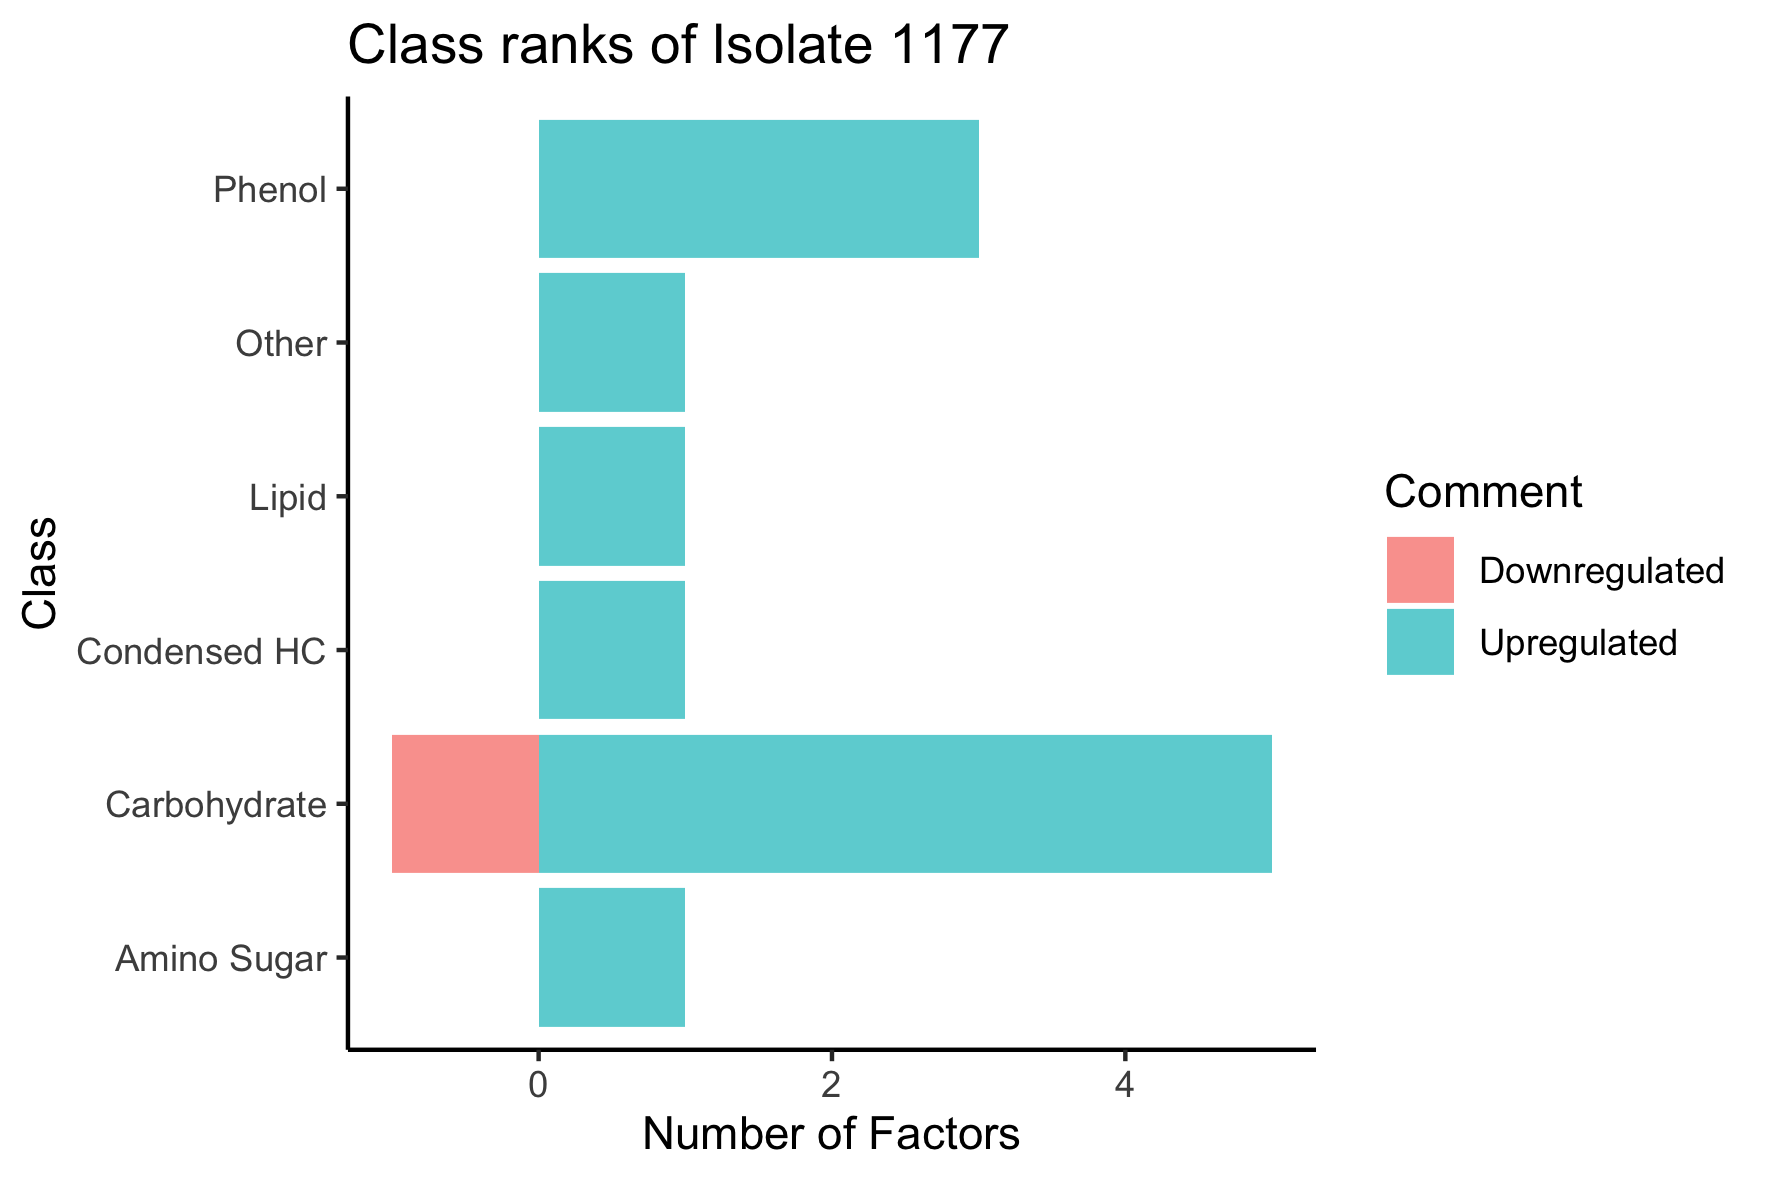 Class ranks of Isolate 1177
Class
Phenol
Other
Lipid
Condensed HC
Carbohydrate
Amino Sugar
0 2 4
Number of Factors
Comment
Downregulated
Upregulated